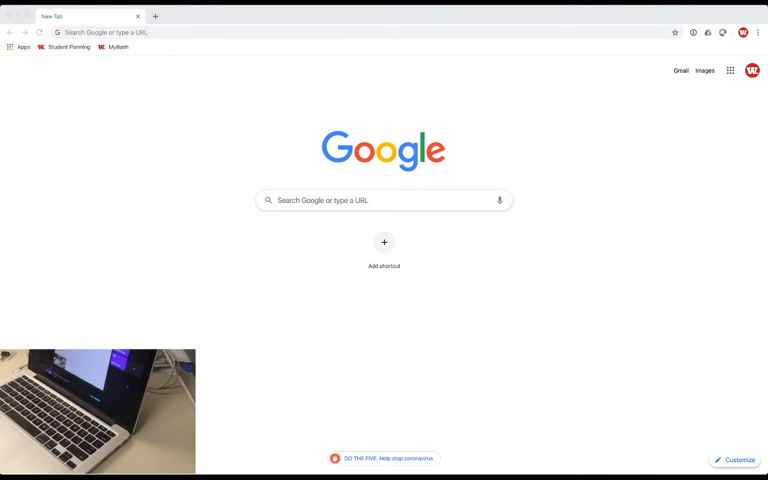 New Tab
Search Google or type a URL
Apps
W. Student Planning
W. MyBash
W.
Gmail Images
W.
Google
Search Google or type a URL
Add shortcut
DO THE FIVE. Help stop coronavirus
Customize